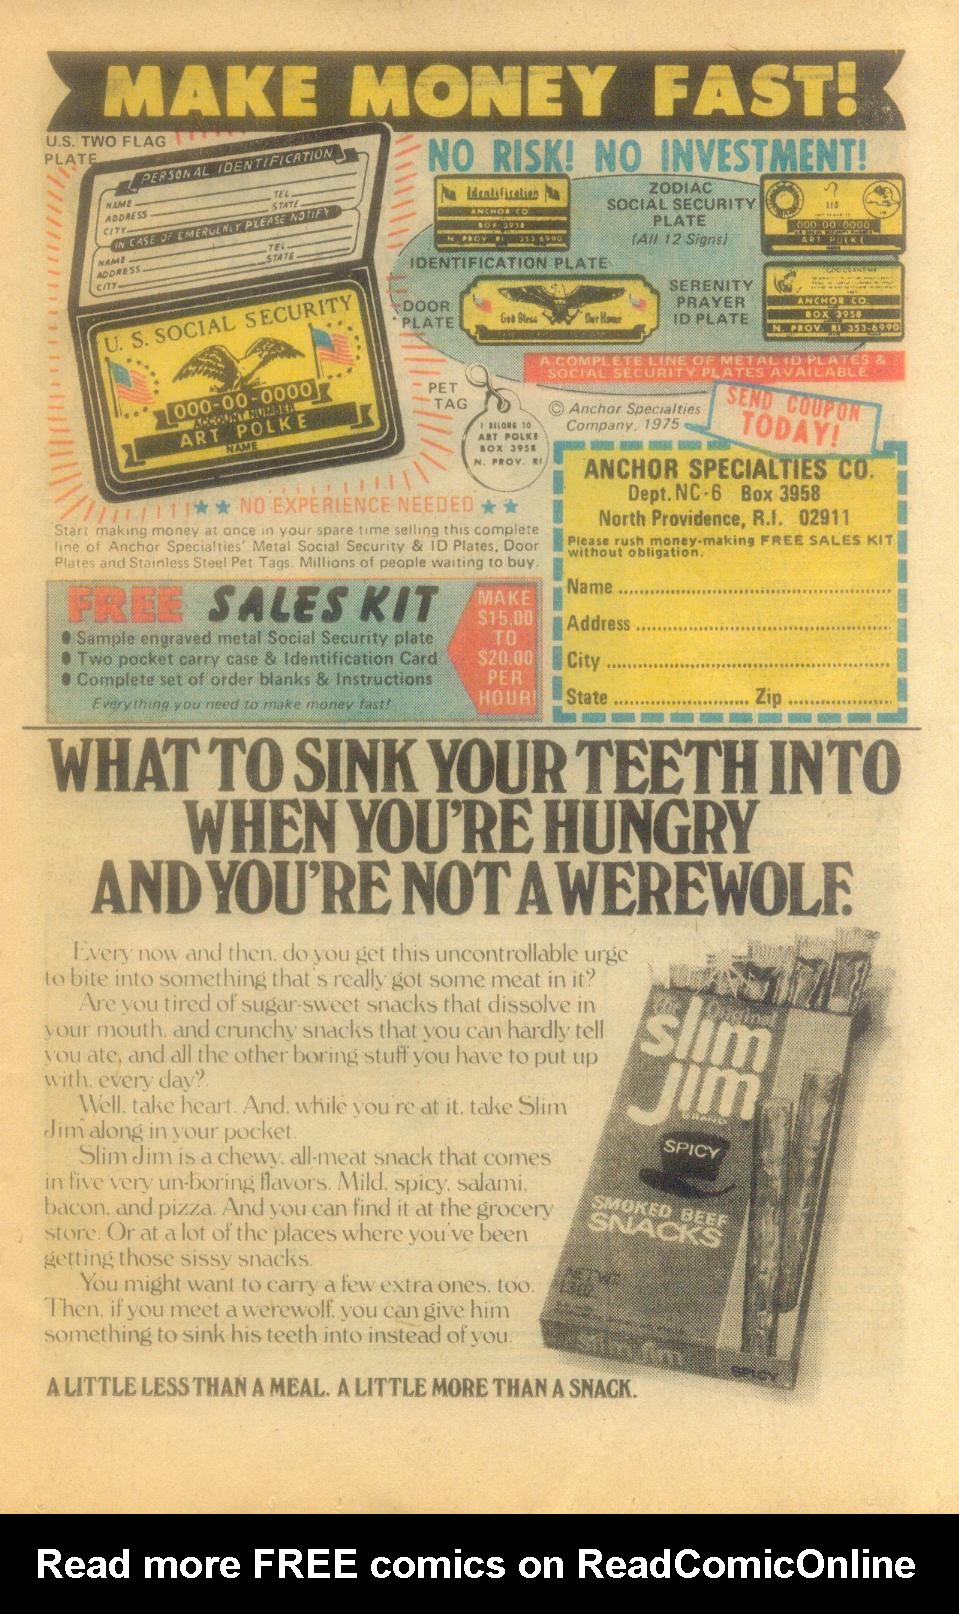 MAKE MONEY FAST!
U.S. TWO FLAG
PLATE
NO RISK! NO INVESTMENT!
PERSONAL IDENTIFICATION
NAME
TEL
ADDRESS
STATE
CITY
IN CASE OF EMERGENCY PLEASE NOTIFY
NAME
TEL
ADDRESS
STATE
CITY
U. S. SOCIAL SECURITY
000-00-0000
ACCOUNT NUMBER
ART POLKE
NAME
Identification
ANCHOR CO.
BOX 3958
N. PROV. RI 353-6990
IDENTIFICATION PLATE
ZODIAC
SOCIAL SECURITY
PLATE
(All 12 Signs)
000-00-0000
ART POLKE
DOOR
PLATE
God Bless Our Home
SERENITY
PRAYER
ID PLATE
GOD GRANT ME
ANCHOR CO.
BOX 3958
N. PROV. RI 353-6990
A COMPLETE LINE OF METAL ID PLATES &
SOCIAL SECURITY PLATES AVAILABLE
PET
TAG
I BELONG TO
ART POLKE
BOX 3958
N. PROV. RI
© Anchor Specialties
Company, 1975
SEND COUPON
TODAY!
★★ NO EXPERIENCE NEEDED ★★
Start making money at once in your spare time selling this complete
line of Anchor Specialties' Metal Social Security & ID Plates, Door
Plates and Stainless Steel Pet Tags. Millions of people waiting to buy.
FREE SALES KIT
● Sample engraved metal Social Security plate
● Two pocket carry case & Identification Card
● Complete set of order blanks & Instructions
Everything you need to make money fast!
MAKE
$15.00
TO
$20.00
PER
HOUR!
ANCHOR SPECIALTIES CO.
Dept. NC-6 Box 3958
North Providence, R.I. 02911
Please rush money-making FREE SALES KIT
without obligation.
Name
Address
City
State Zip
WHAT TO SINK YOUR TEETH INTO
WHEN YOU'RE HUNGRY
AND YOU'RE NOT A WEREWOLF.
Every now and then, do you get this uncontrollable urge
to bite into something that's really got some meat in it?
Are you tired of sugar-sweet snacks that dissolve in
your mouth, and crunchy snacks that you can hardly tell
you ate, and all the other boring stuff you have to put up
with, every day?
Well, take heart. And, while you're at it, take Slim
Jim along in your pocket.
Slim Jim is a chewy, all-meat snack that comes
in five very un-boring flavors. Mild, spicy, salami,
bacon, and pizza. And you can find it at the grocery
store. Or at a lot of the places where you've been
getting those sissy snacks.
You might want to carry a few extra ones, too.
Then, if you meet a werewolf, you can give him
something to sink his teeth into instead of you.
A LITTLE LESS THAN A MEAL. A LITTLE MORE THAN A SNACK.
Original
slim
Jim
BRAND
SPICY
SMOKED BEEF
SNACKS
NET WT.
slim Jim
SPICY
Read more FREE comics on ReadComicOnline